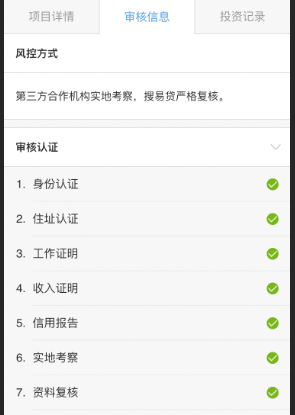 项目详情 审核信息 投资记录
风控方式
第三方合作机构实地考察，搜易贷严格复核。
审核认证
1. 身份认证
2. 住址认证
3. 工作证明
4. 收入证明
5. 信用报告
6. 实地考察
7. 资料复核